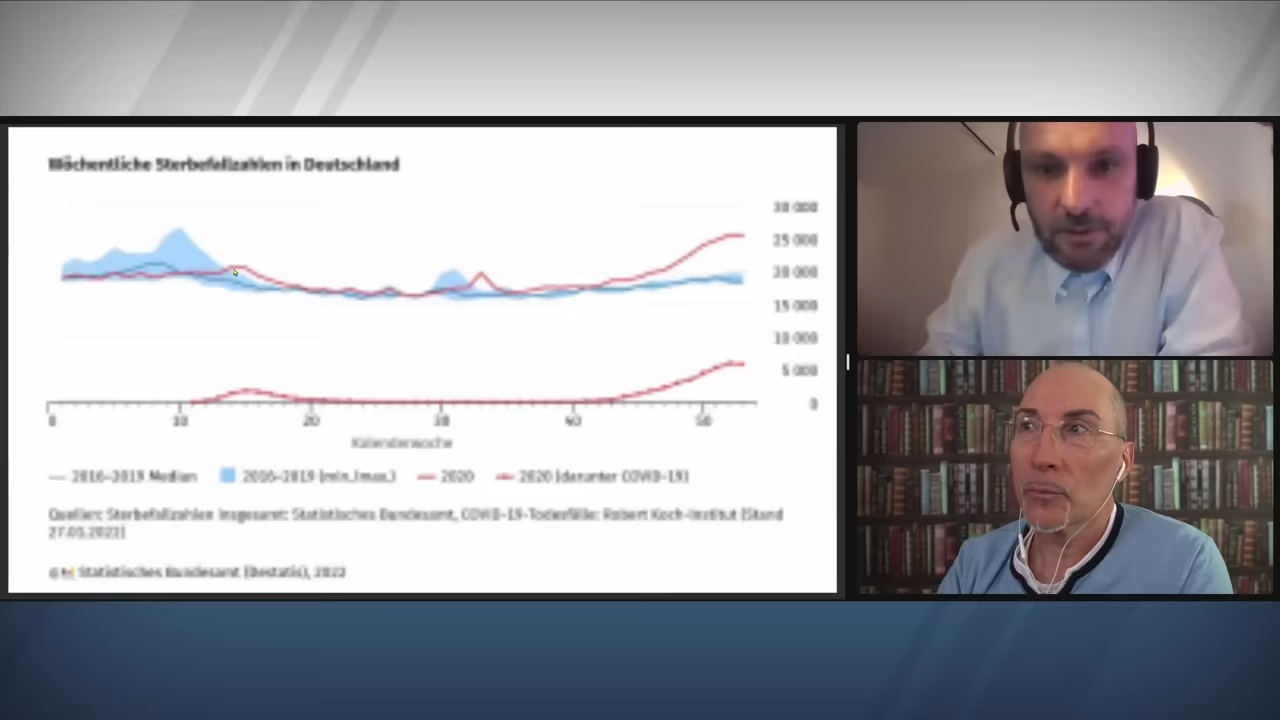 Wöchentliche Sterbefallzahlen in Deutschland
30 000
25 000
20 000
15 000
10 000
5 000
0
0 10 20 30 40 50
Kalenderwoche
2016–2019 Median 2016–2019 (min./max.) 2020 2020 (darunter COVID-19)
Quellen: Sterbefallzahlen insgesamt: Statistisches Bundesamt, COVID-19-Todesfälle: Robert Koch-Institut (Stand
27.03.2022)
Statistisches Bundesamt (Destatis), 2022